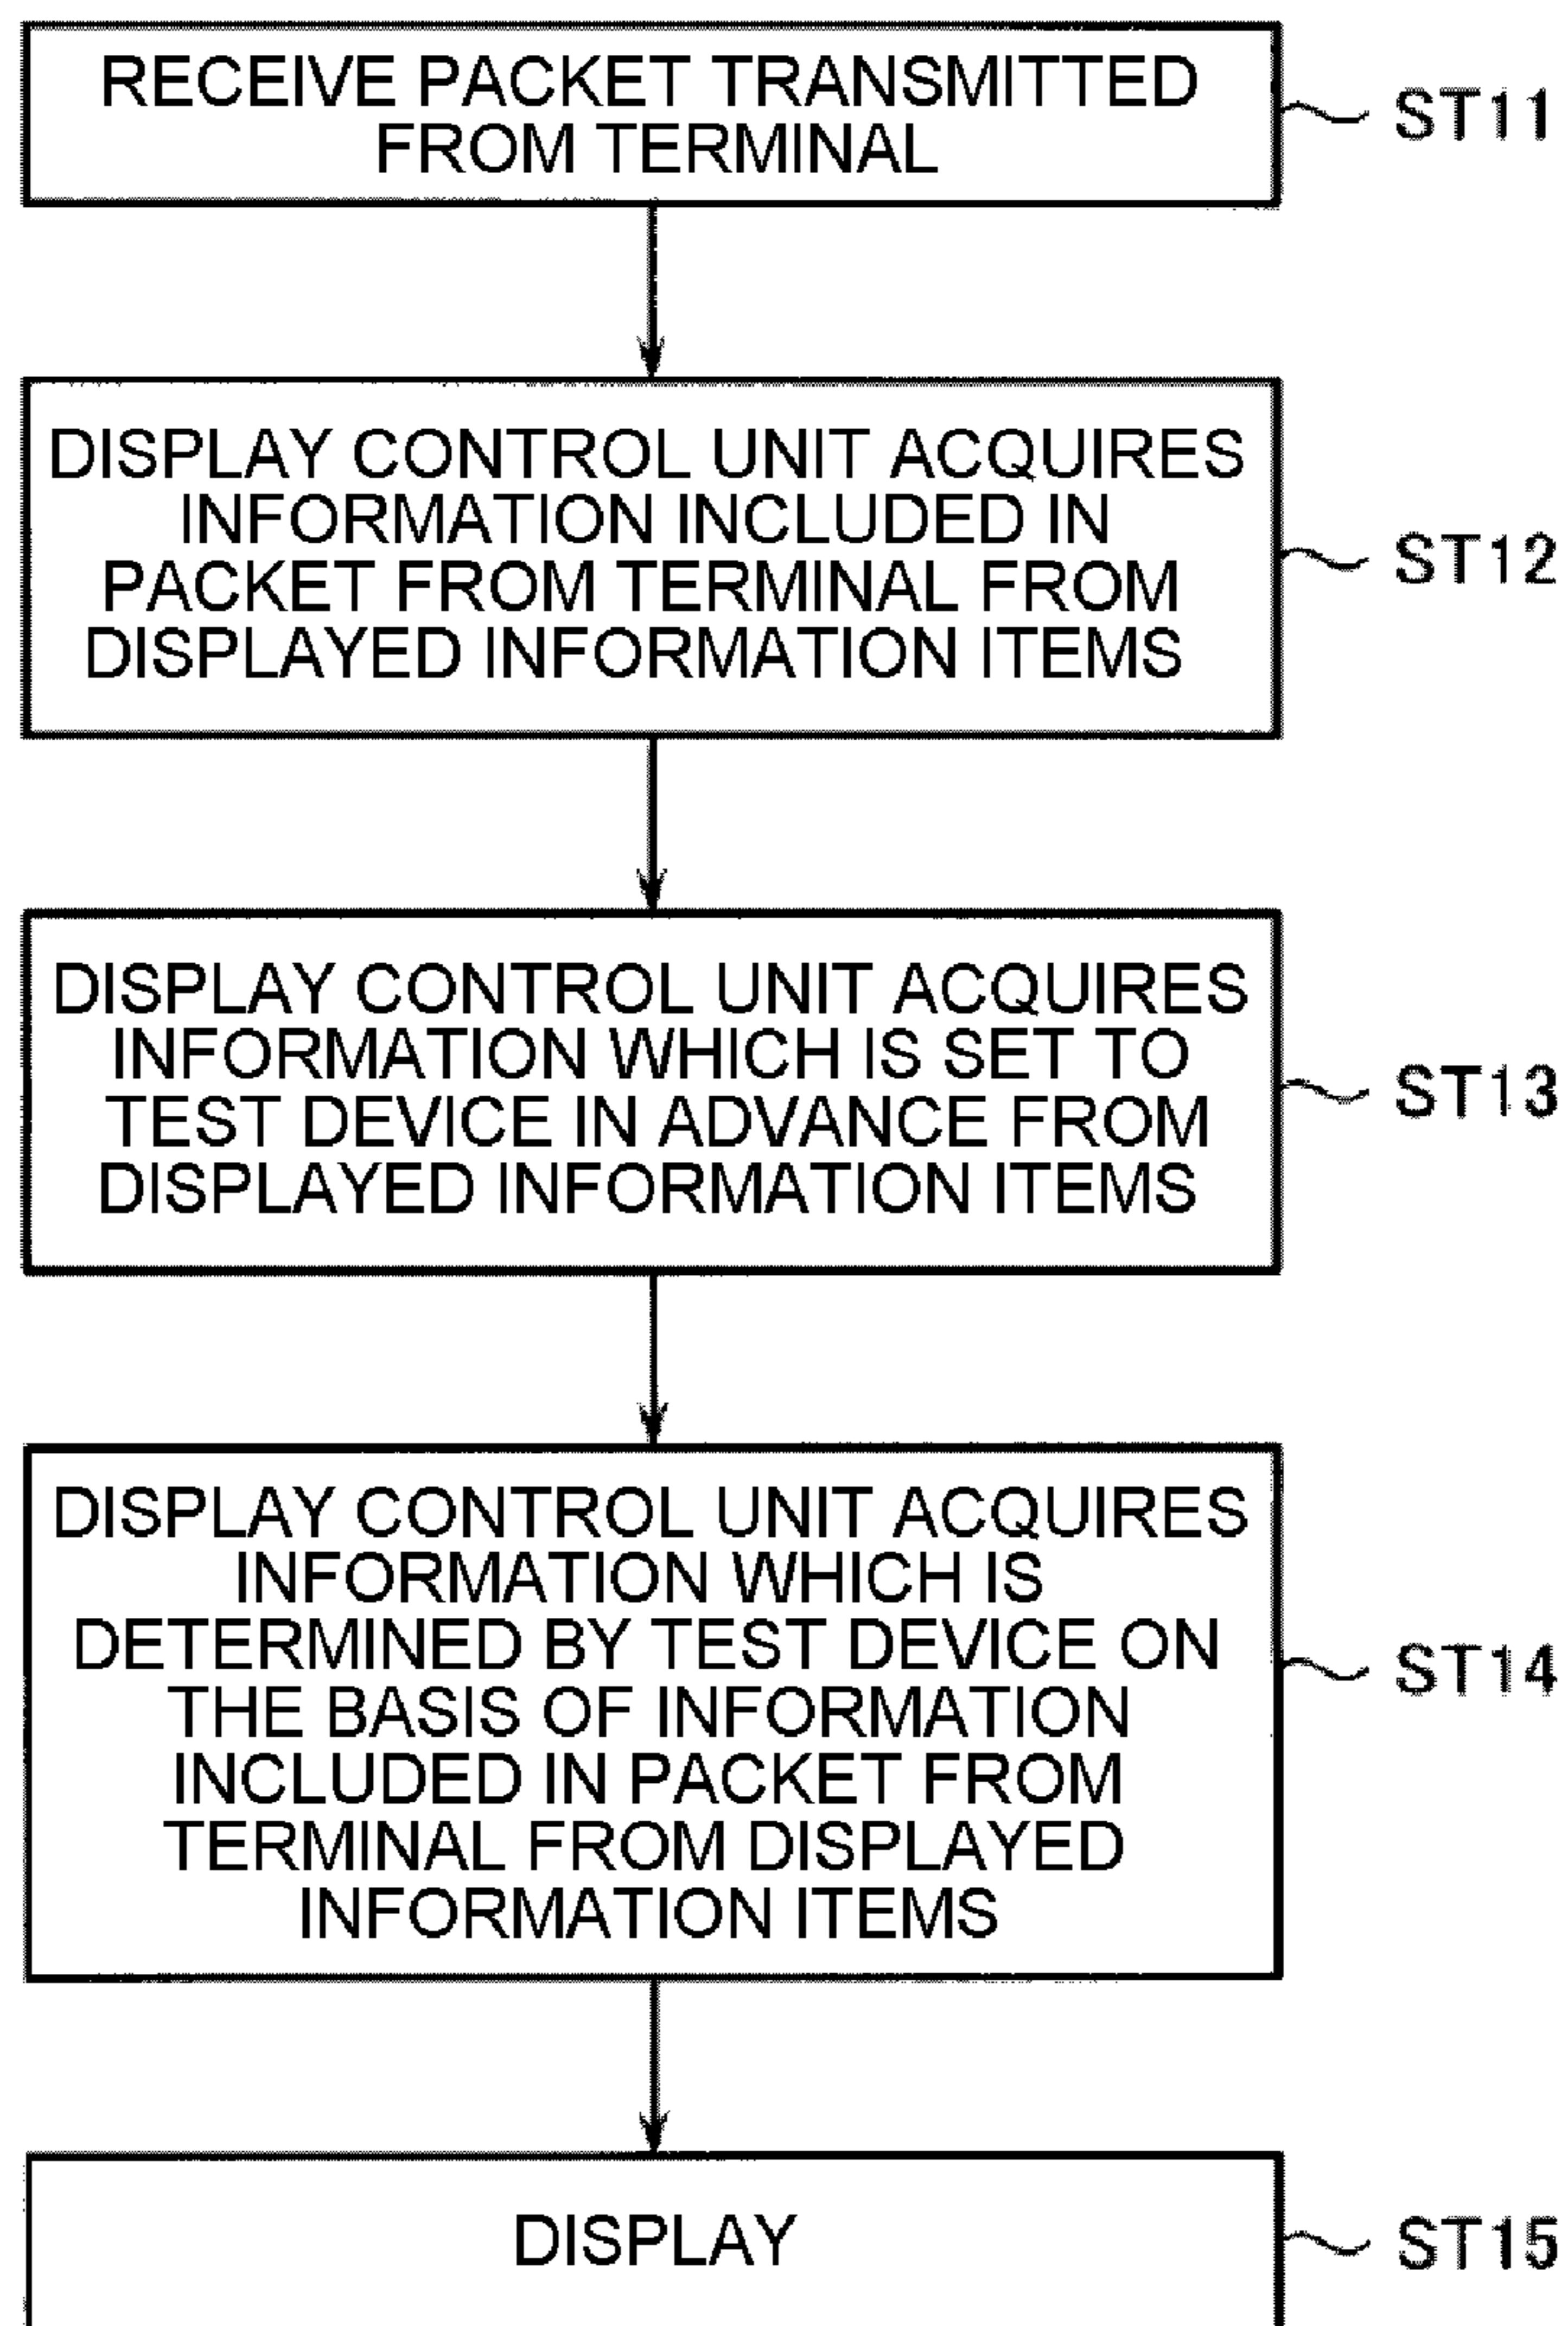 RECEIVE PACKET TRANSMITTED
FROM TERMINAL
ST11
DISPLAY CONTROL UNIT ACQUIRES
INFORMATION INCLUDED IN
PACKET FROM TERMINAL FROM
DISPLAYED INFORMATION ITEMS
ST12
DISPLAY CONTROL UNIT ACQUIRES
INFORMATION WHICH IS SET TO
TEST DEVICE IN ADVANCE FROM
DISPLAYED INFORMATION ITEMS
ST13
DISPLAY CONTROL UNIT ACQUIRES
INFORMATION WHICH IS
DETERMINED BY TEST DEVICE ON
THE BASIS OF INFORMATION
INCLUDED IN PACKET FROM
TERMINAL FROM DISPLAYED
INFORMATION ITEMS
ST14
DISPLAY
ST15